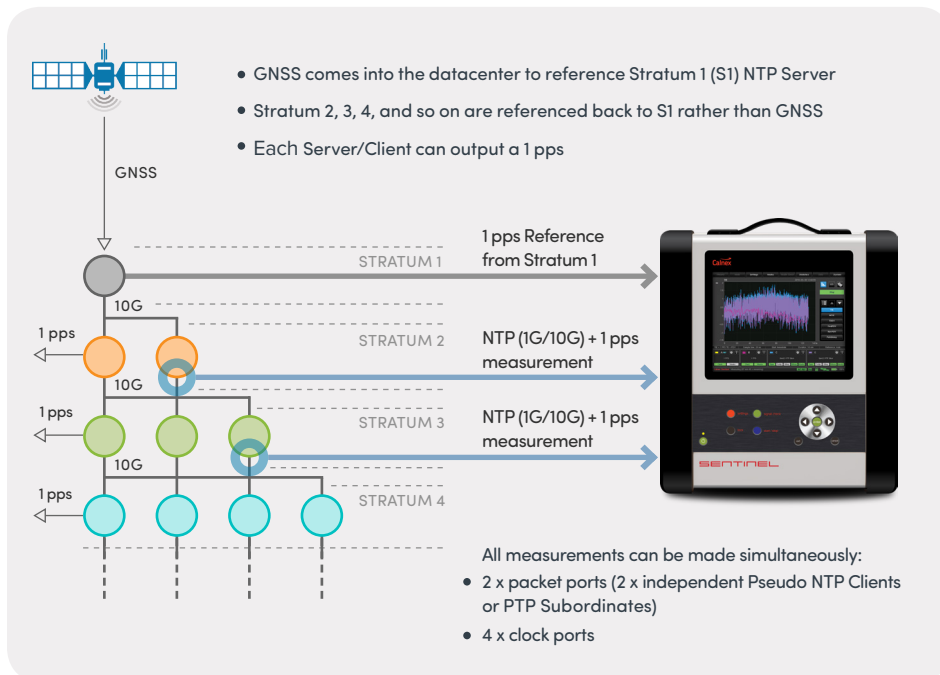 • GNSS comes into the datacenter to reference Stratum 1 (S1) NTP Server
• Stratum 2, 3, 4, and so on are referenced back to S1 rather than GNSS
• Each Server/Client can output a 1 pps
GNSS
1 pps Reference
from Stratum 1
STRATUM 1
10G
1 pps
STRATUM 2
NTP (1G/10G) + 1 pps
measurement
10G
1 pps
STRATUM 3
NTP (1G/10G) + 1 pps
measurement
10G
1 pps
STRATUM 4
Calnex
SENTINEL
All measurements can be made simultaneously:
• 2 x packet ports (2 x independent Pseudo NTP Clients
or PTP Subordinates)
• 4 x clock ports